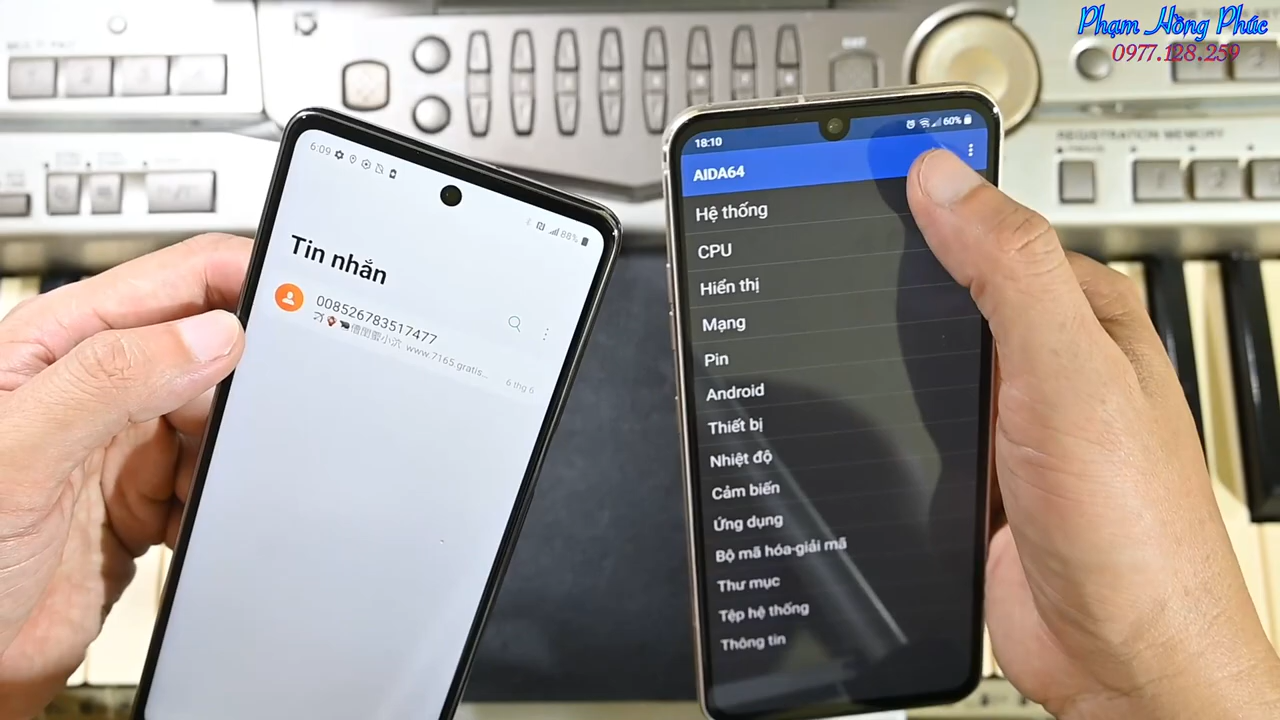 Phạm Hồng Phúc
0977.128.259
REGISTRATION MEMORY
6:09
88%
Tin nhắn
008526783517477
www.7165.gratis...
6 thg 6
18:10
60%
AIDA64
Hệ thống
CPU
Hiển thị
Mạng
Pin
Android
Thiết bị
Nhiệt độ
Cảm biến
Ứng dụng
Bộ mã hóa-giải mã
Thư mục
Tệp hệ thống
Thông tin